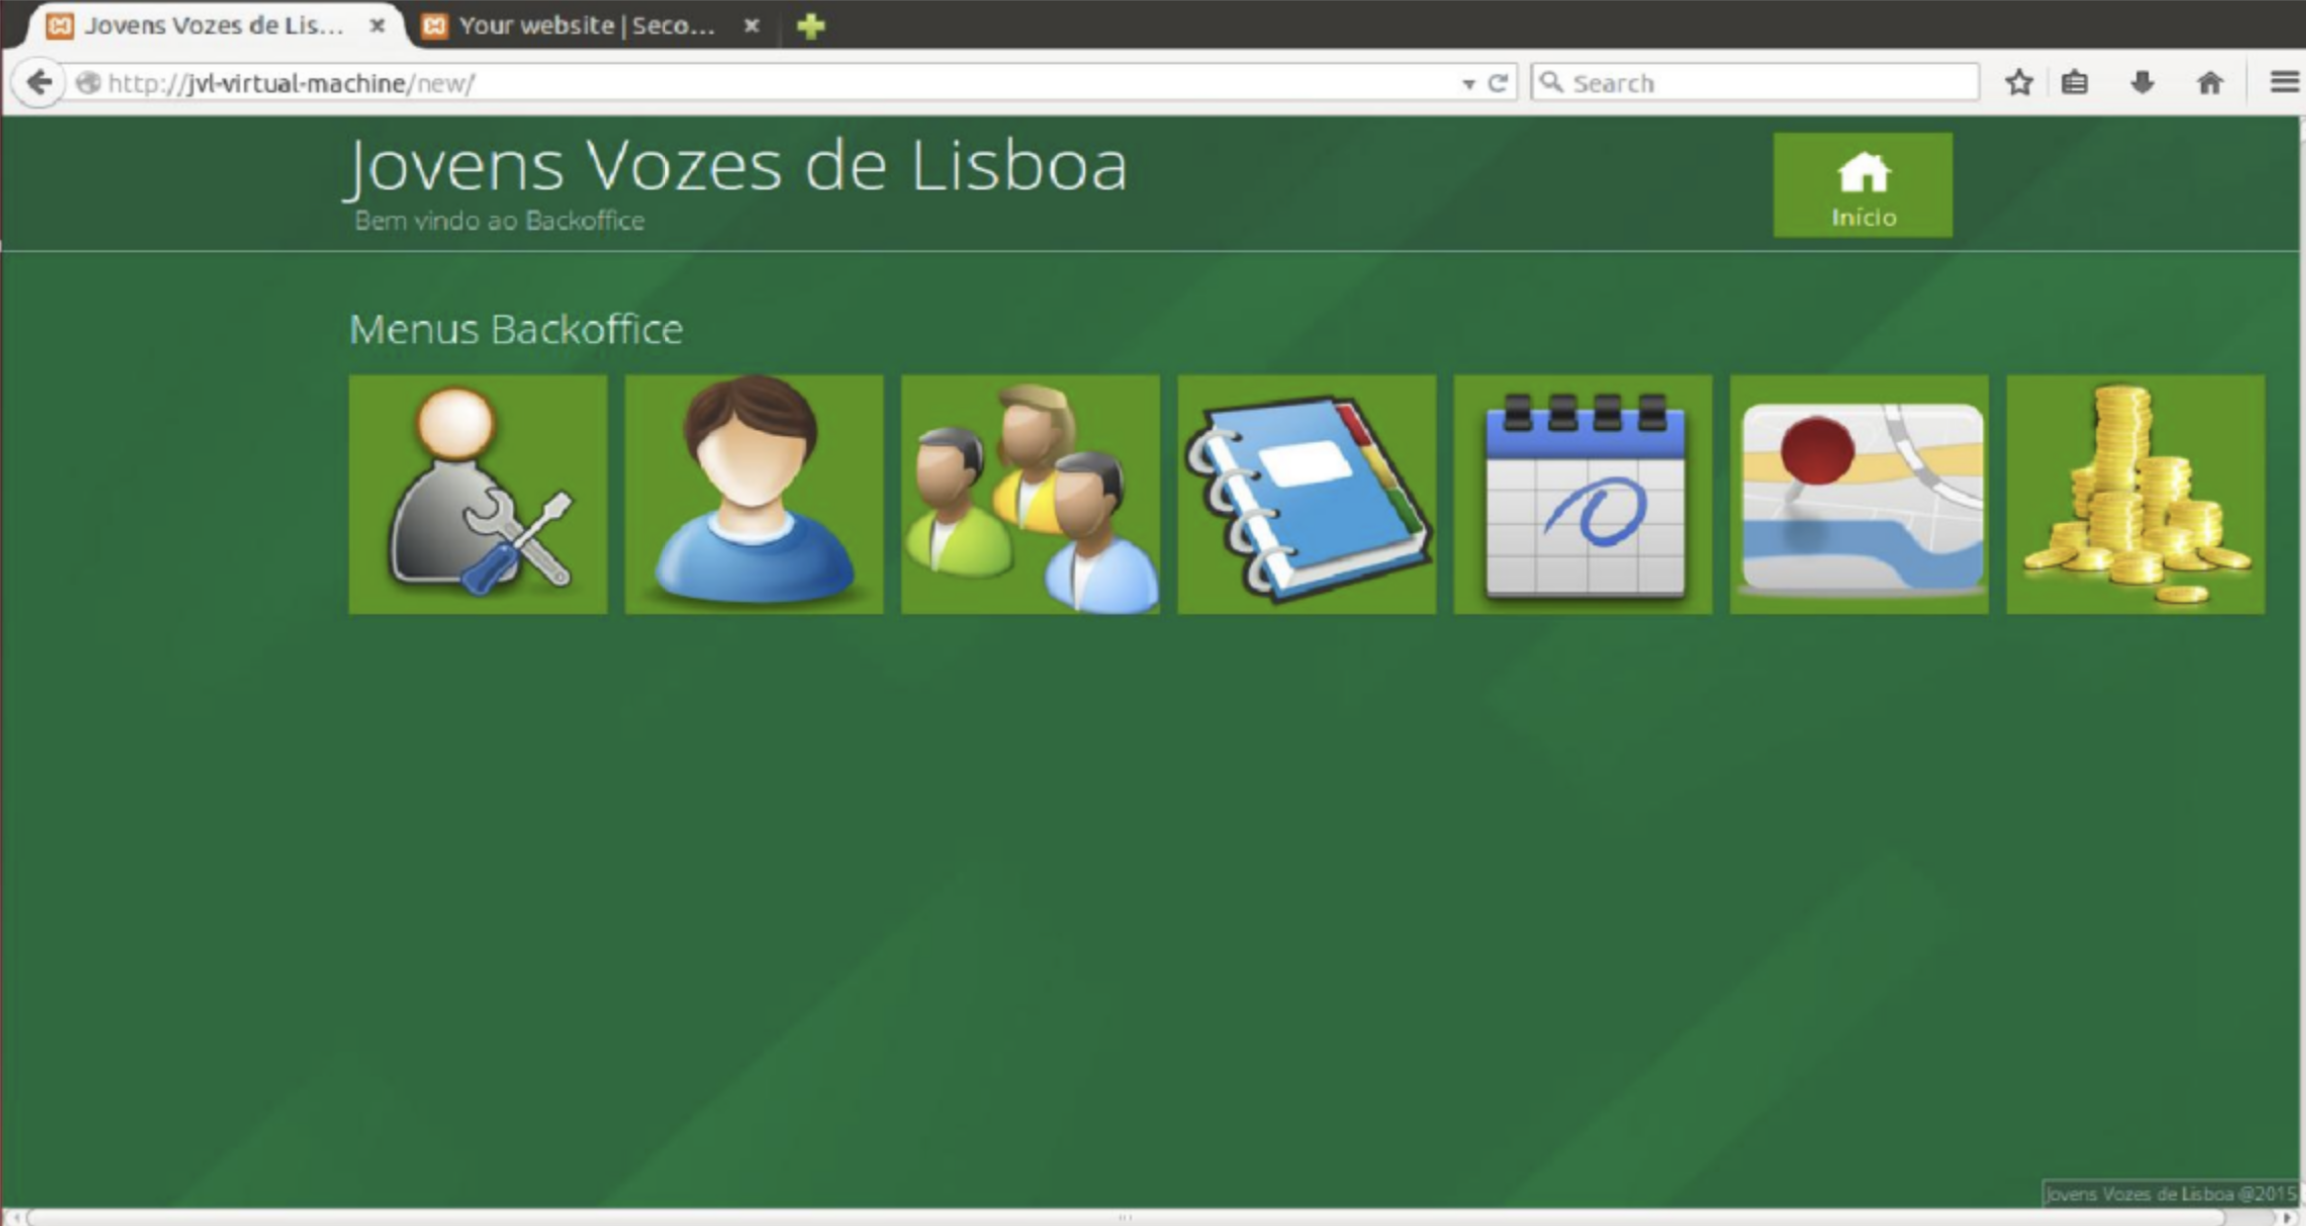 Jovens Vozes de Lis...
Your website | Seco...
http://jvl-virtual-machine/new/
Search
Jovens Vozes de Lisboa
Bem vindo ao Backoffice
Início
Menus Backoffice
Jovens Vozes de Lisboa @2015